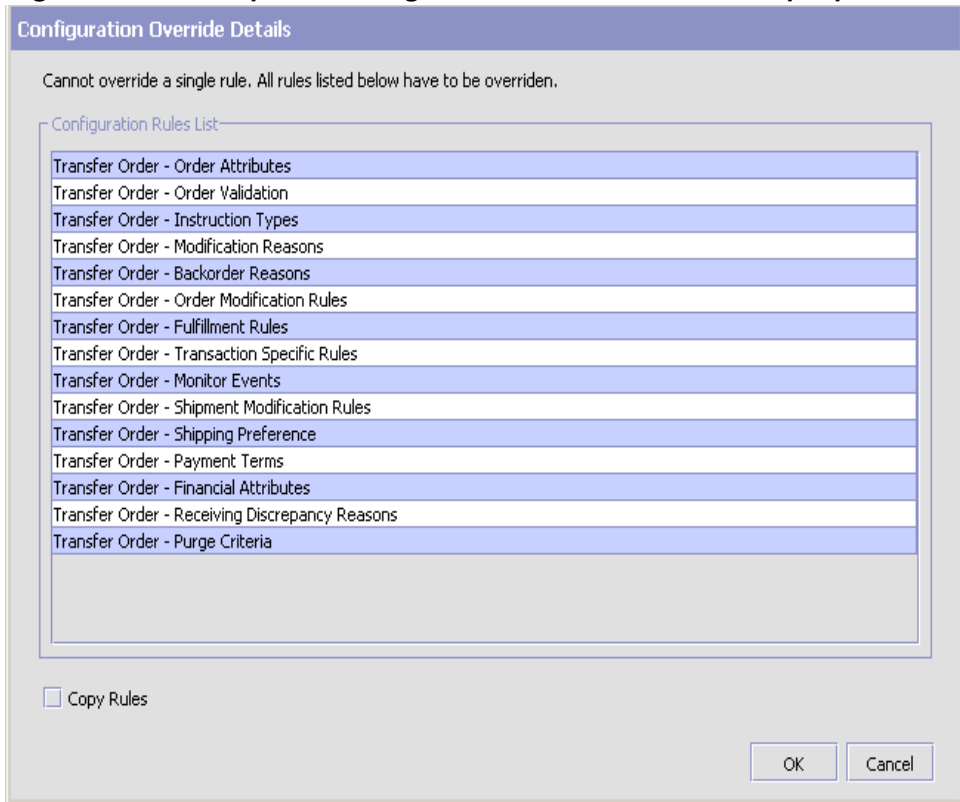 Configuration Override Details
Cannot override a single rule. All rules listed below have to be overriden.
Configuration Rules List
Transfer Order - Order Attributes
Transfer Order - Order Validation
Transfer Order - Instruction Types
Transfer Order - Modification Reasons
Transfer Order - Backorder Reasons
Transfer Order - Order Modification Rules
Transfer Order - Fulfillment Rules
Transfer Order - Transaction Specific Rules
Transfer Order - Monitor Events
Transfer Order - Shipment Modification Rules
Transfer Order - Shipping Preference
Transfer Order - Payment Terms
Transfer Order - Financial Attributes
Transfer Order - Receiving Discrepancy Reasons
Transfer Order - Purge Criteria
Copy Rules
OK Cancel